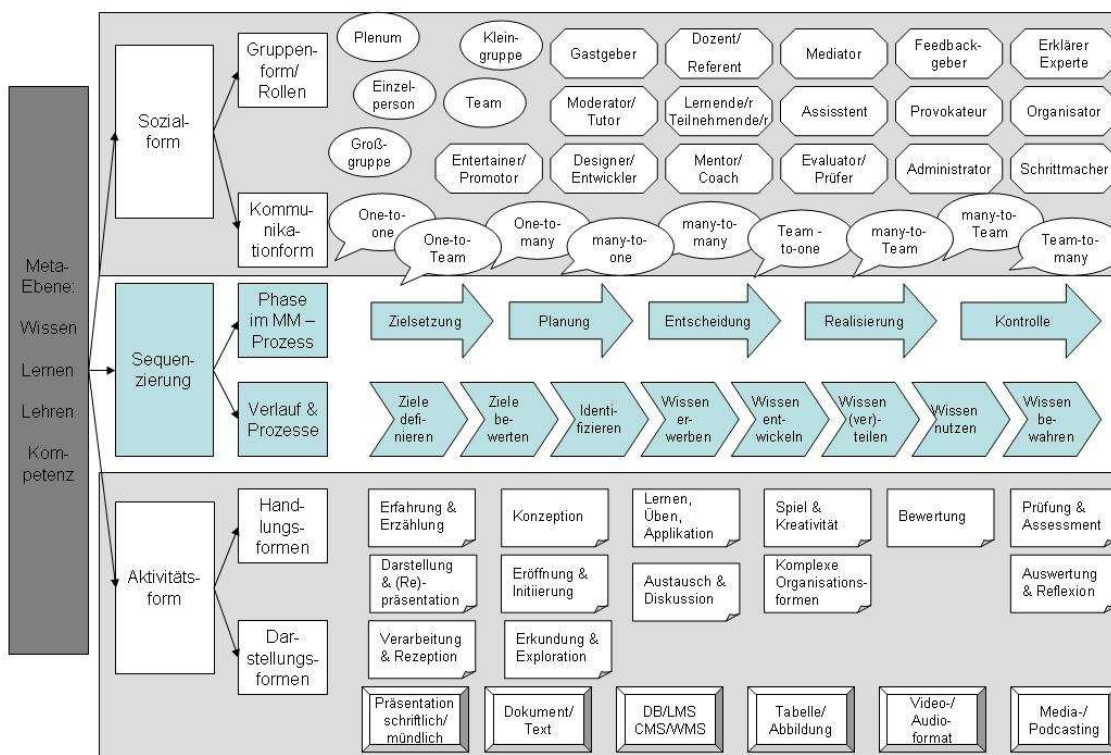 Meta-
Ebene:
Wissen
Lernen
Lehren
Kom-
petenz
Sozial-
form
Gruppen-
form/
Rollen
Plenum
Klein-
gruppe
Einzel-
person
Team
Groß-
gruppe
Gastgeber
Dozent/
Referent
Mediator
Feedback-
geber
Erklärer
Experte
Moderator/
Tutor
Lernende/r
Teilnehmende/r
Assisstent
Provokateur
Organisator
Entertainer/
Promotor
Designer/
Entwickler
Mentor/
Coach
Evaluator/
Prüfer
Administrator
Schrittmacher
Kommu-
nikationform
One-to-
one
One-to-
Team
One-to-
many
many-to-
one
many-to-
many
Team -
to-one
many-to-
Team
many-to-
Team
Team-to-
many
Sequen-
zierung
Phase
im MM –
Prozess
Zielsetzung
Planung
Entscheidung
Realisierung
Kontrolle
Verlauf &
Prozesse
Ziele
defi-
nieren
Ziele
be-
werten
Identi-
fizieren
Wissen
er-
werben
Wissen
ent-
wickeln
Wissen
(ver)-
teilen
Wissen
nutzen
Wissen
be-
wahren
Aktivitäts-
form
Hand-
lungs-
formen
Erfahrung &
Erzählung
Konzeption
Lernen,
Üben,
Applikation
Spiel &
Kreativität
Bewertung
Prüfung &
Assessment
Darstellung
& (Re)-
präsentation
Eröffnung &
Initiierung
Austausch &
Diskussion
Komplexe
Organisations-
formen
Auswertung
& Reflexion
Verarbeitung
& Rezeption
Erkundung &
Exploration
Dar-
stellungs-
formen
Präsentation
schriftlich/
mündlich
Dokument/
Text
DB/LMS
CMS/WMS
Tabelle/
Abbildung
Video-/
Audio-
format
Media-/
Podcasting